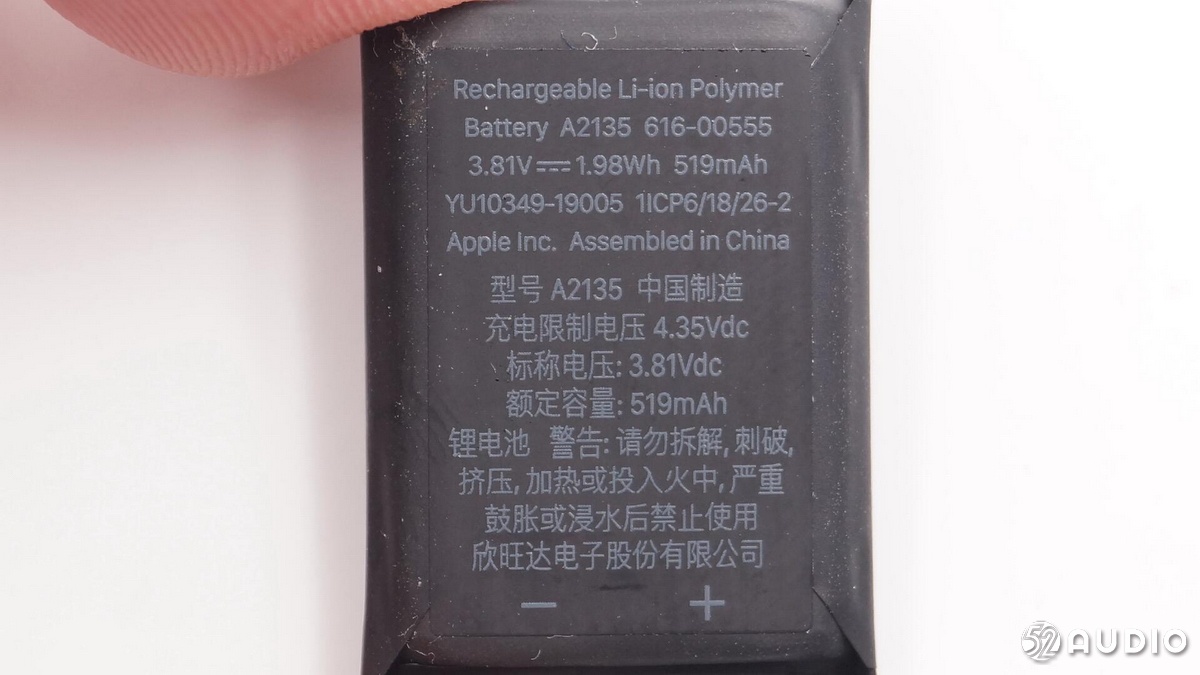 Rechargeable Li-ion Polymer
Battery A2135 616-00555
3.81V⎓1.98Wh 519mAh
YU10349-19005 1ICP6/18/26-2
Apple Inc. Assembled in China
型号 A2135 中国制造
充电限制电压 4.35Vdc
标称电压: 3.81Vdc
额定容量: 519mAh
锂电池 警告: 请勿拆解, 刺破,
挤压, 加热或投入火中, 严重
鼓胀或浸水后禁止使用
欣旺达电子股份有限公司
− +
52 AUDIO